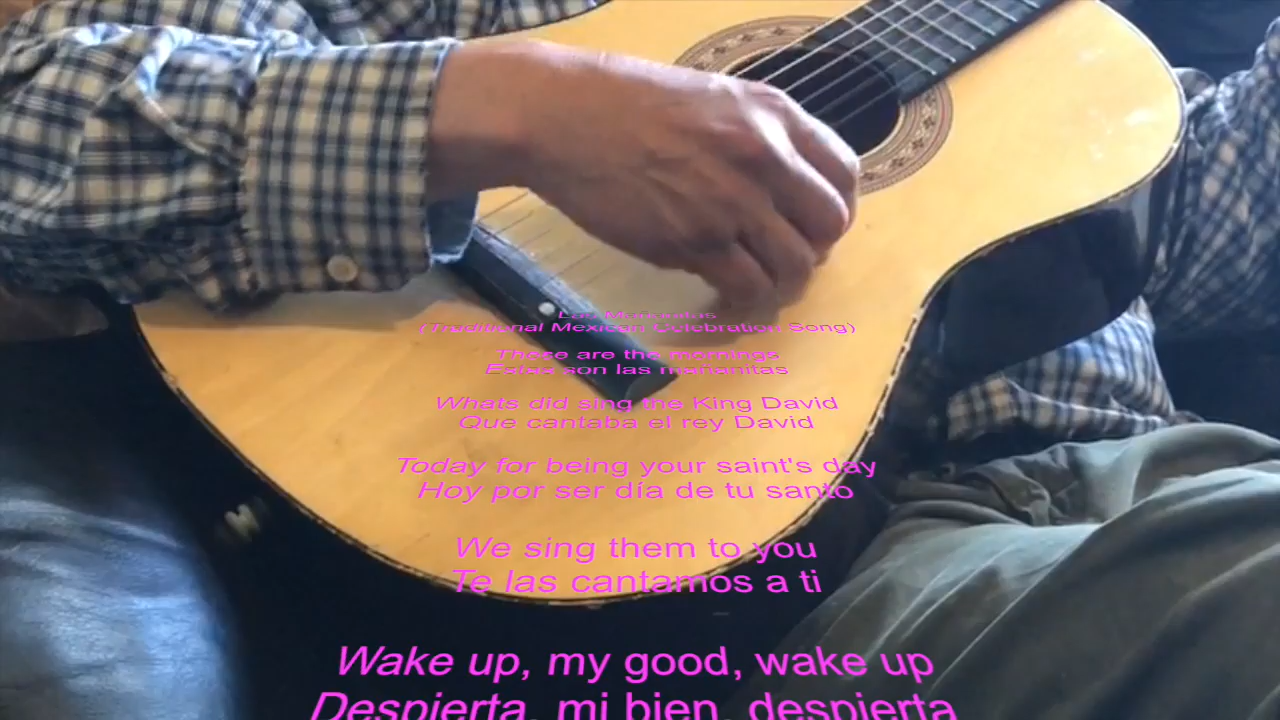 Las Mañanitas
(Traditional Mexican Celebration Song)
These are the mornings
Estas son las mañanitas
Whats did sing the King David
Que cantaba el rey David
Today for being your saint's day
Hoy por ser día de tu santo
We sing them to you
Te las cantamos a ti
Wake up, my good, wake up
Despierta, mi bien, despierta